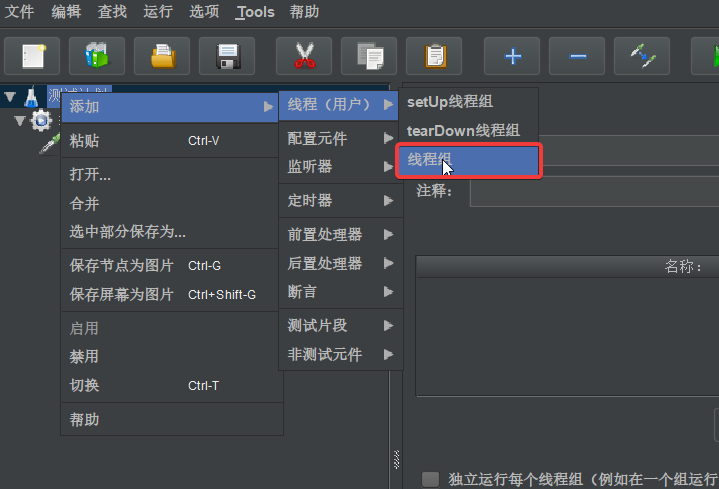 文件 编辑 查找 运行 选项 Tools 帮助
测试计划
添加
粘贴 Ctrl-V
打开...
合并
选中部分保存为...
保存节点为图片 Ctrl-G
保存屏幕为图片 Ctrl+Shift-G
启用
禁用
切换 Ctrl-T
帮助
线程（用户）
配置元件
监听器
定时器
前置处理器
后置处理器
断言
测试片段
非测试元件
setUp线程组
tearDown线程组
线程组
注释：
名称：
独立运行每个线程组（例如在一个组运行